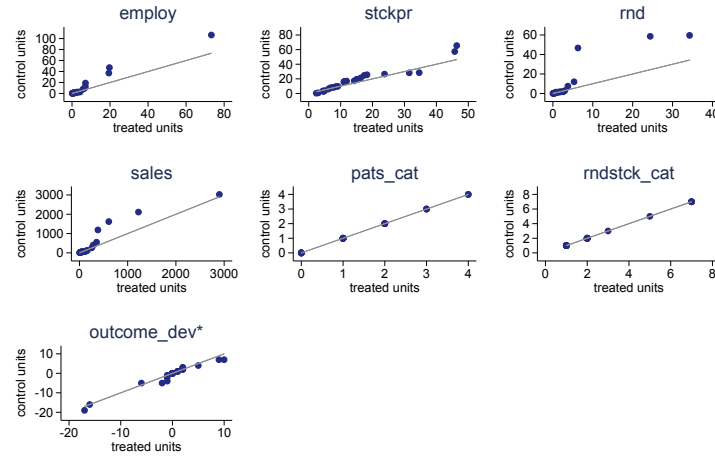 employ
control units
100
80
60
40
20
0
0 20 40 60 80
treated units
stckpr
control units
80
60
40
20
0
0 10 20 30 40 50
treated units
rnd
control units
60
40
20
0
0 10 20 30 40
treated units
sales
control units
3000
2000
1000
0
0 1000 2000 3000
treated units
pats_cat
control units
4
3
2
1
0
0 1 2 3 4
treated units
rndstck_cat
control units
8
6
4
2
0
0 2 4 6 8
treated units
outcome_dev*
control units
10
0
-10
-20
-20 -10 0 10
treated units